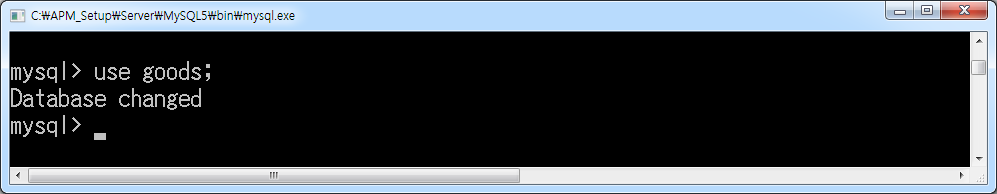 C:₩APM_Setup₩Server₩MySQL5₩bin₩mysql.exe
mysql> use goods;
Database changed
mysql>